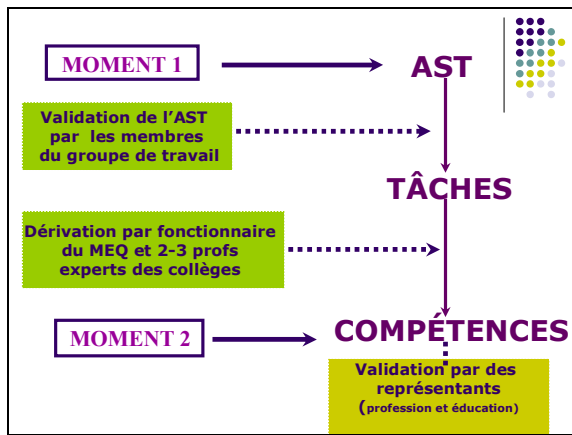 MOMENT 1
AST
Validation de l'AST
par les membres
du groupe de travail
TÂCHES
Dérivation par fonctionnaire
du MEQ et 2-3 profs
experts des collèges
MOMENT 2
COMPÉTENCES
Validation par des
représentants
(profession et éducation)